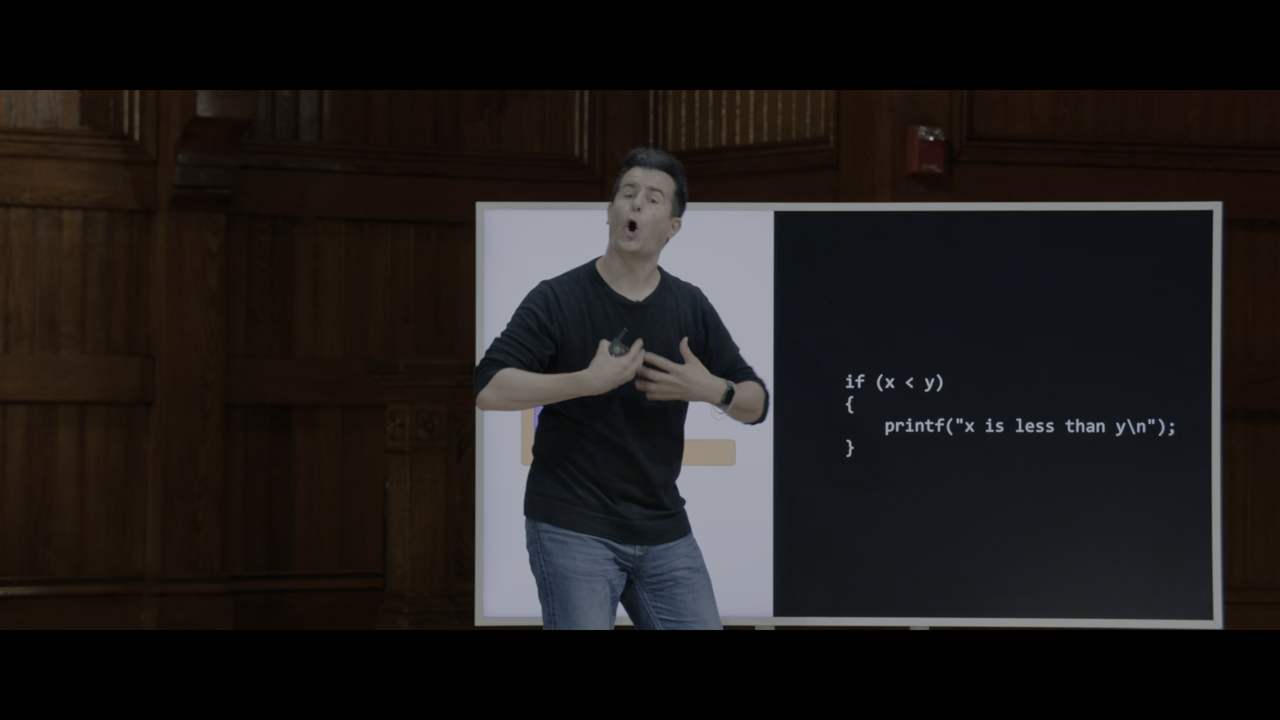 if (x < y)
{
    printf("x is less than y\n");
}